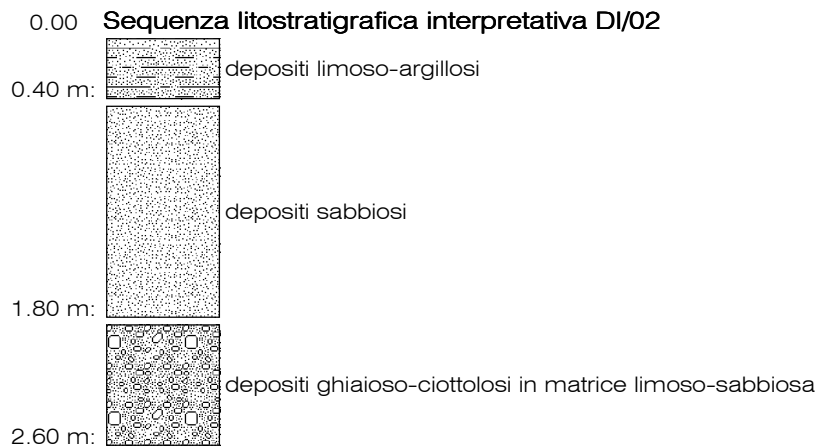 0.00 Sequenza litostratigrafica interpretativa DI/02
depositi limoso-argillosi
0.40 m:
depositi sabbiosi
1.80 m:
depositi ghiaioso-ciottolosi in matrice limoso-sabbiosa
2.60 m: